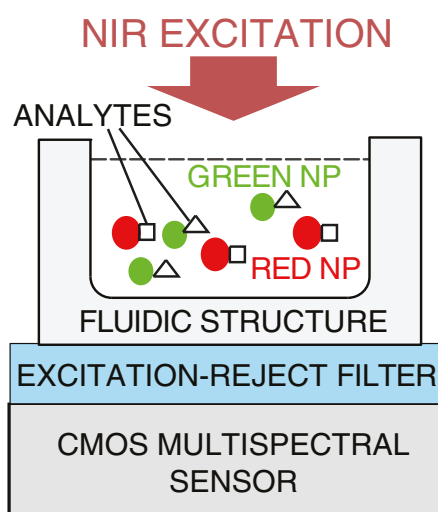 NIR EXCITATION
ANALYTES
GREEN NP
RED NP
FLUIDIC STRUCTURE
EXCITATION-REJECT FILTER
CMOS MULTISPECTRAL
SENSOR